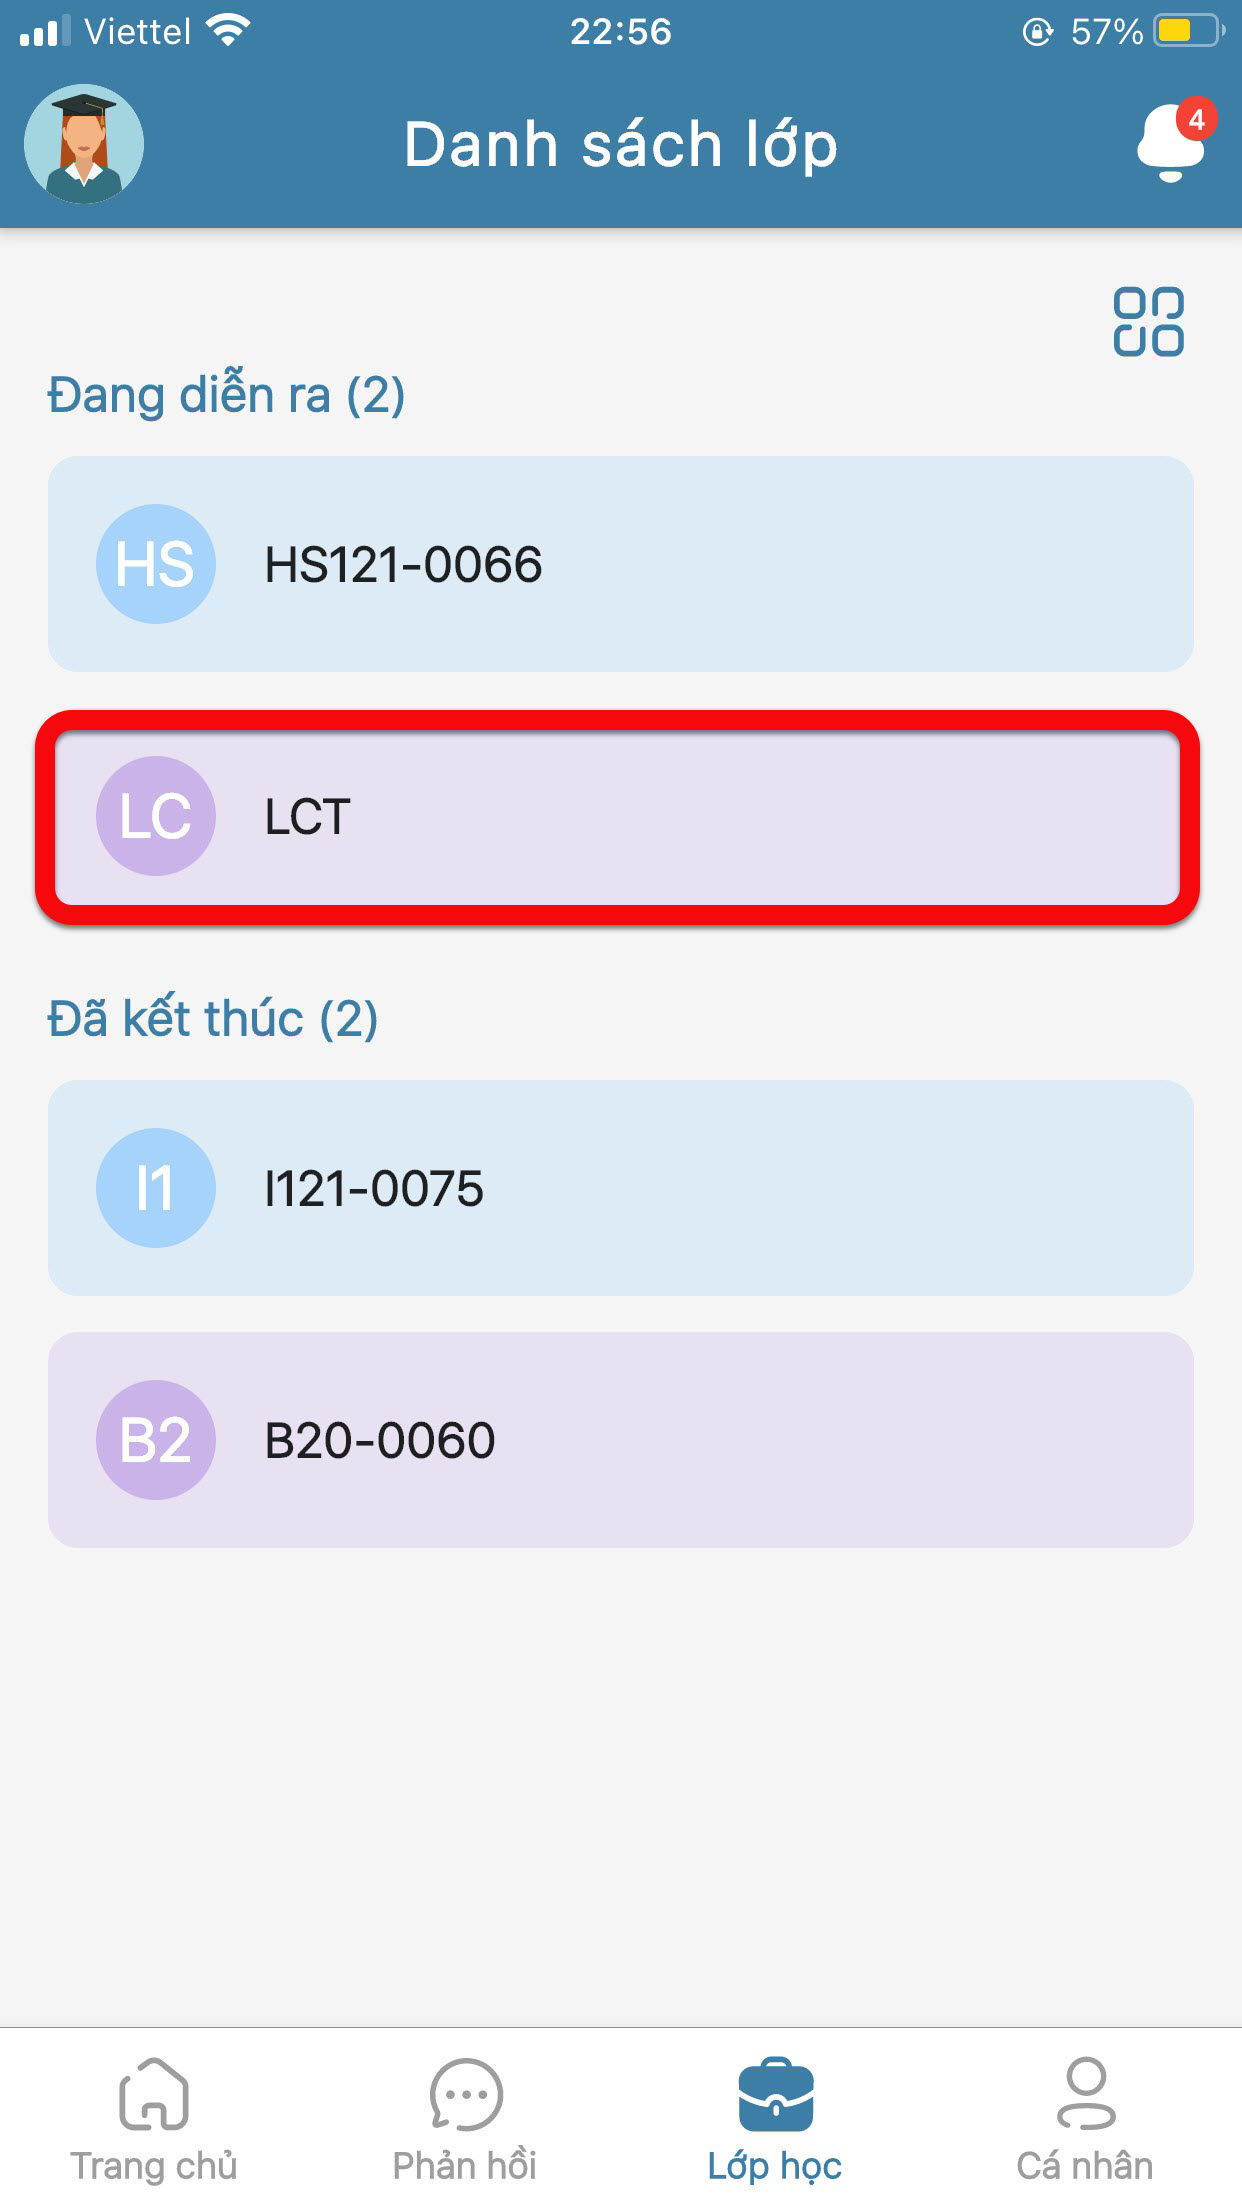 Viettel 22:56 57%
Danh sách lớp
4
Đang diễn ra (2)
HS HS121-0066
LC LCT
Đã kết thúc (2)
I1 I121-0075
B2 B20-0060
Trang chủ Phản hồi Lớp học Cá nhân